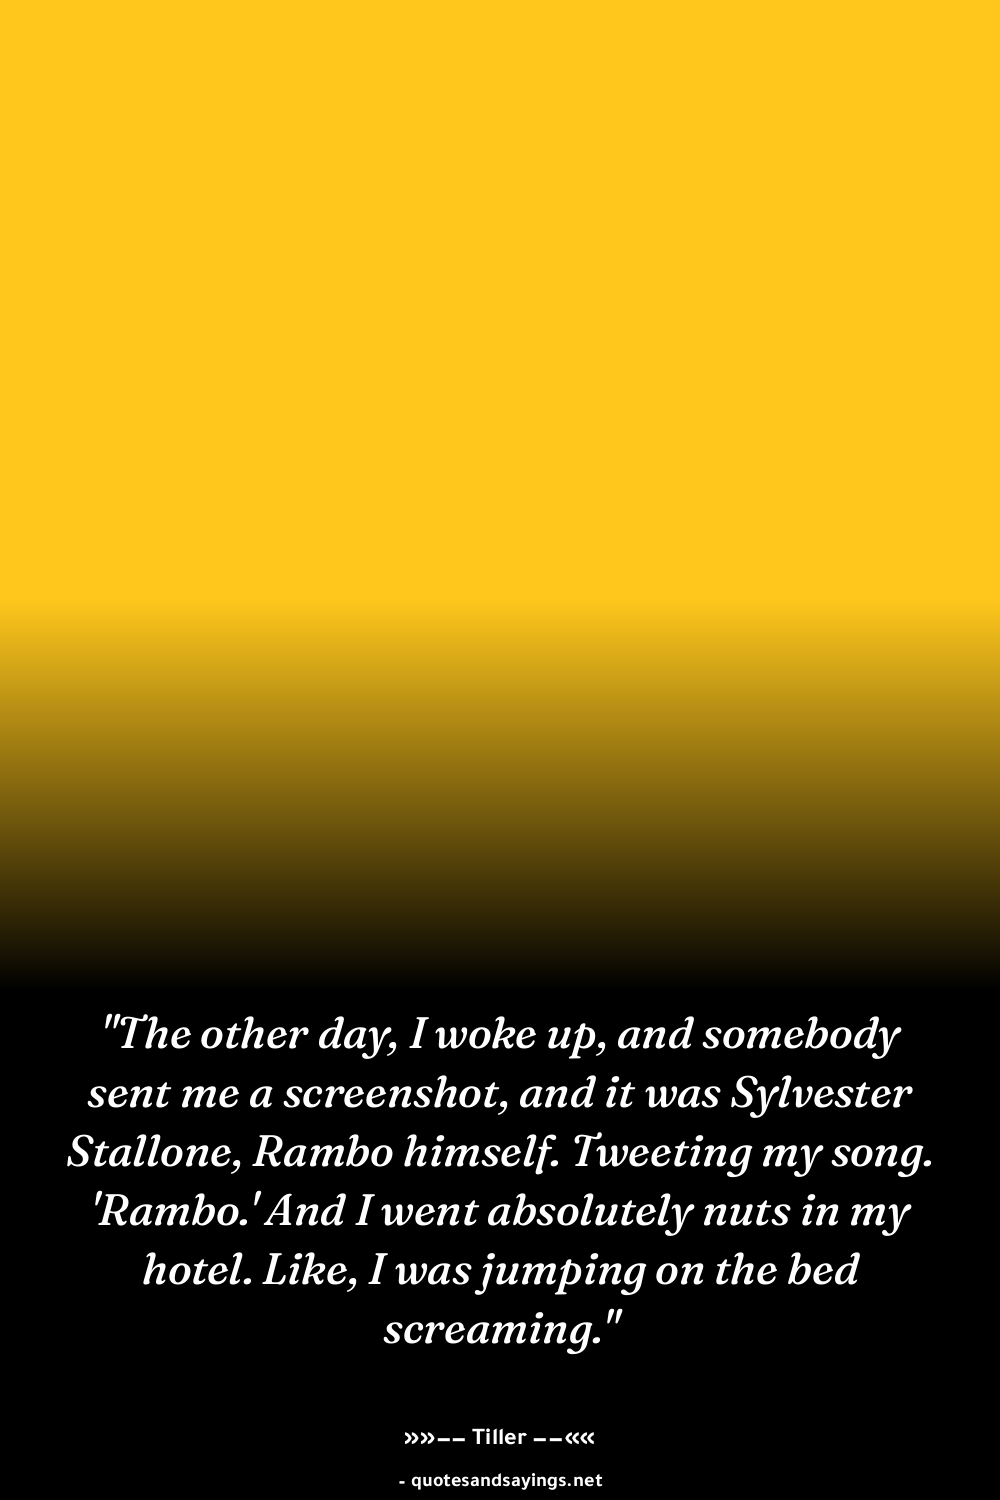 "The other day, I woke up, and somebody
sent me a screenshot, and it was Sylvester
Stallone, Rambo himself. Tweeting my song.
'Rambo.' And I went absolutely nuts in my
hotel. Like, I was jumping on the bed
screaming."
»»–– Tiller ––««
- quotesandsayings.net